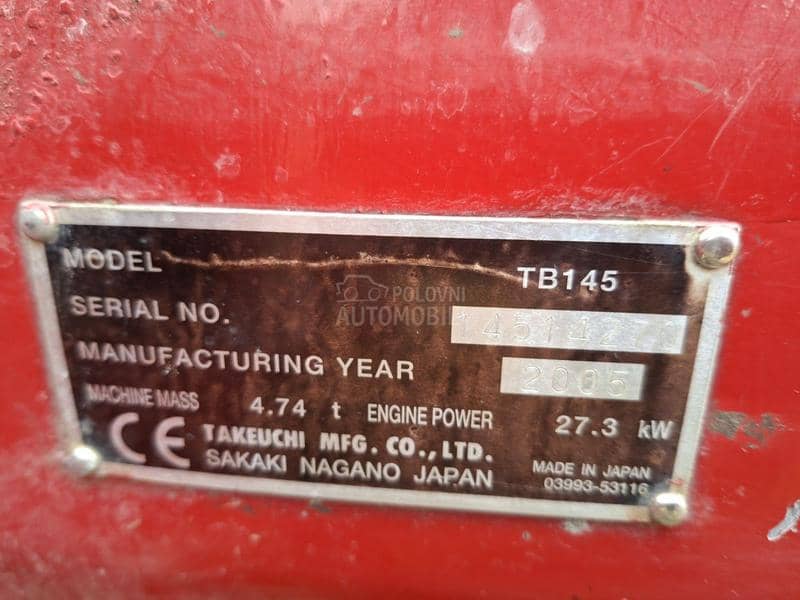 MODEL TB145
POLOVNI
AUTOMOBILI
SERIAL NO.
MANUFACTURING YEAR 2005
MACHINE MASS 4.74 t ENGINE POWER 27.3 kW
CE TAKEUCHI MFG. CO., LTD.
SAKAKI NAGANO JAPAN
MADE IN JAPAN
03993-53116